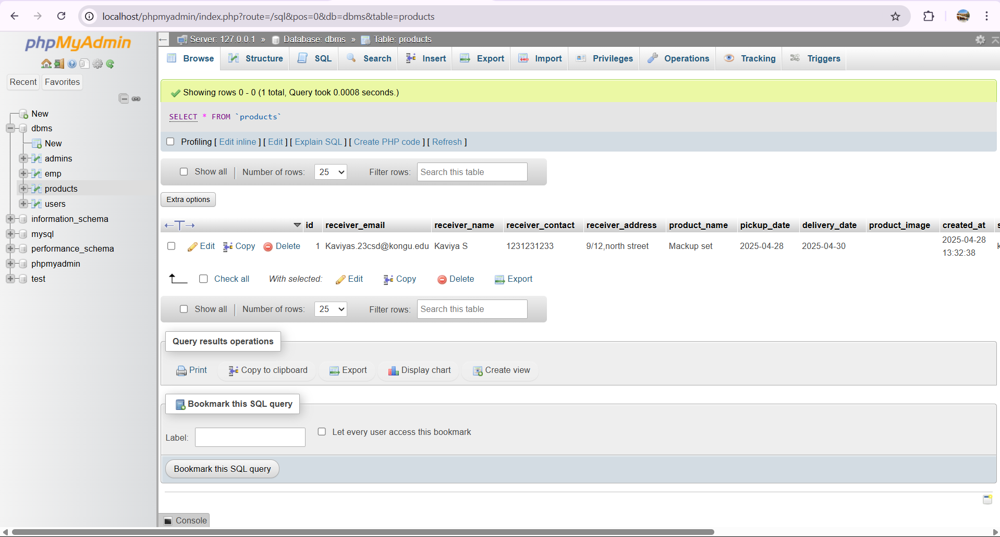 localhost/phpmyadmin/index.php?route=/sql&pos=0&db=dbms&table=products
phpMyAdmin
Recent Favorites
New
dbms
New
admins
emp
products
users
information_schema
mysql
performance_schema
phpmyadmin
test
Server: 127.0.0.1 » Database: dbms » Table: products
Browse Structure SQL Search Insert Export Import Privileges Operations Tracking Triggers
Showing rows 0 - 0 (1 total, Query took 0.0008 seconds.)
SELECT * FROM `products`
Profiling [ Edit inline ] [ Edit ] [ Explain SQL ] [ Create PHP code ] [ Refresh ]
Show all Number of rows: 25 Filter rows: Search this table
Extra options
id receiver_email receiver_name receiver_contact receiver_address product_name pickup_date delivery_date product_image created_at
Edit Copy Delete 1 Kaviyas.23csd@kongu.edu Kaviya S 1231231233 9/12,north street Mackup set 2025-04-28 2025-04-30 2025-04-28
13:32:38
Check all With selected: Edit Copy Delete Export
Show all Number of rows: 25 Filter rows: Search this table
Query results operations
Print Copy to clipboard Export Display chart Create view
Bookmark this SQL query
Label: Let every user access this bookmark
Bookmark this SQL query
Console